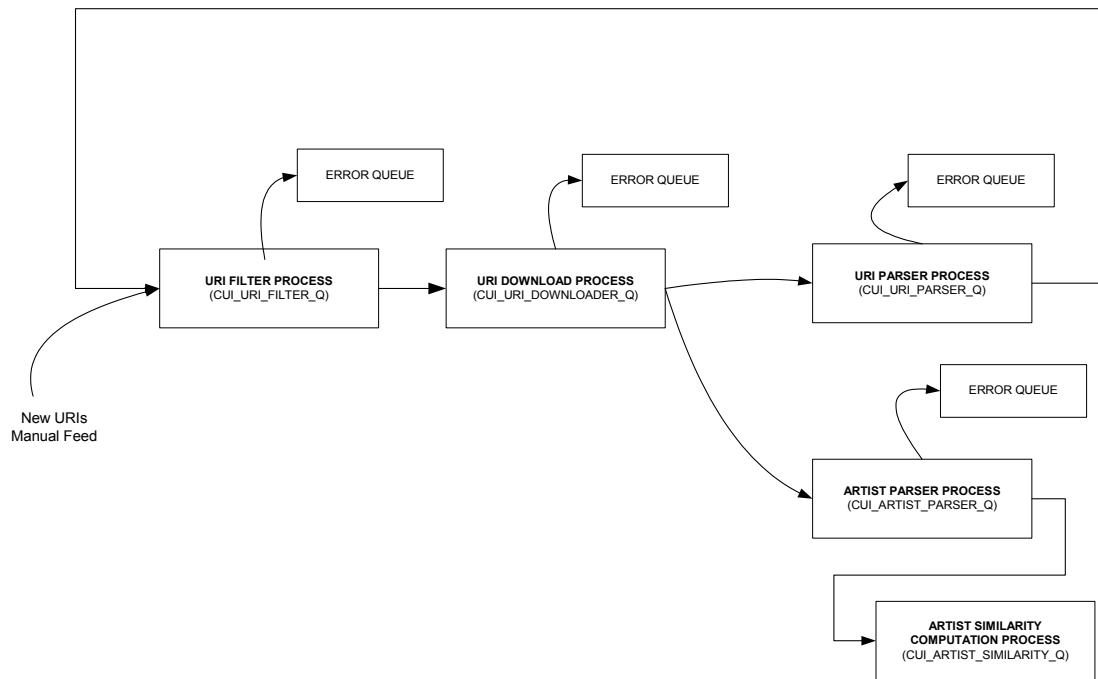 ERROR QUEUE
ERROR QUEUE
ERROR QUEUE
URI FILTER PROCESS
(CUI_URI_FILTER_Q)
URI DOWNLOAD PROCESS
(CUI_URI_DOWNLOADER_Q)
URI PARSER PROCESS
(CUI_URI_PARSER_Q)
New URIs
Manual Feed
ERROR QUEUE
ARTIST PARSER PROCESS
(CUI_ARTIST_PARSER_Q)
ARTIST SIMILARITY
COMPUTATION PROCESS
(CUI_ARTIST_SIMILARITY_Q)